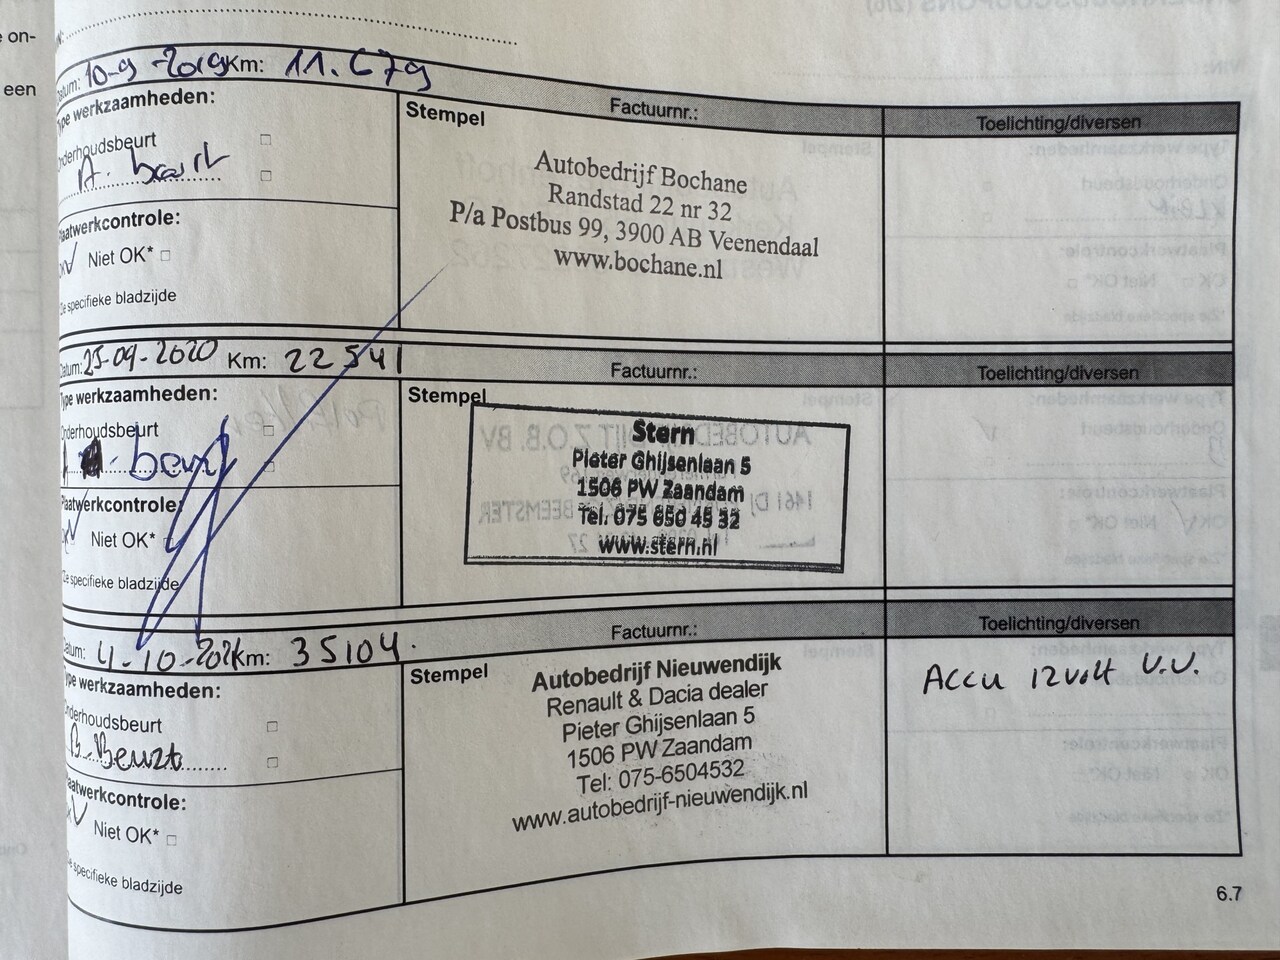 e on-
een
Datum: 10-9-2019 Km: 11.679
Type werkzaamheden:
Onderhoudsbeurt
A. beurt
Plaatwerkcontrole:
Niet OK*
*Zie specifieke bladzijde
Factuurnr.:
Stempel
Autobedrijf Bochane
Randstad 22 nr 32
P/a Postbus 99, 3900 AB Veenendaal
www.bochane.nl
Toelichting/diversen
Datum: 25-09-2020 Km: 22541
Type werkzaamheden:
Onderhoudsbeurt
- beurt
Plaatwerkcontrole:
Niet OK*
*Zie specifieke bladzijde
Factuurnr.:
Stempel
Stern
Pieter Ghijsenlaan 5
1506 PW Zaandam
Tel. 075 650 45 32
www.stern.nl
Toelichting/diversen
Datum: 4-10-2021 Km: 35104.
Type werkzaamheden:
Onderhoudsbeurt
B-Beurt
Plaatwerkcontrole:
Niet OK*
*Zie specifieke bladzijde
Factuurnr.:
Stempel
Autobedrijf Nieuwendijk
Renault & Dacia dealer
Pieter Ghijsenlaan 5
1506 PW Zaandam
Tel: 075-6504532
www.autobedrijf-nieuwendijk.nl
Toelichting/diversen
Accu 12volt V.V.
6.7